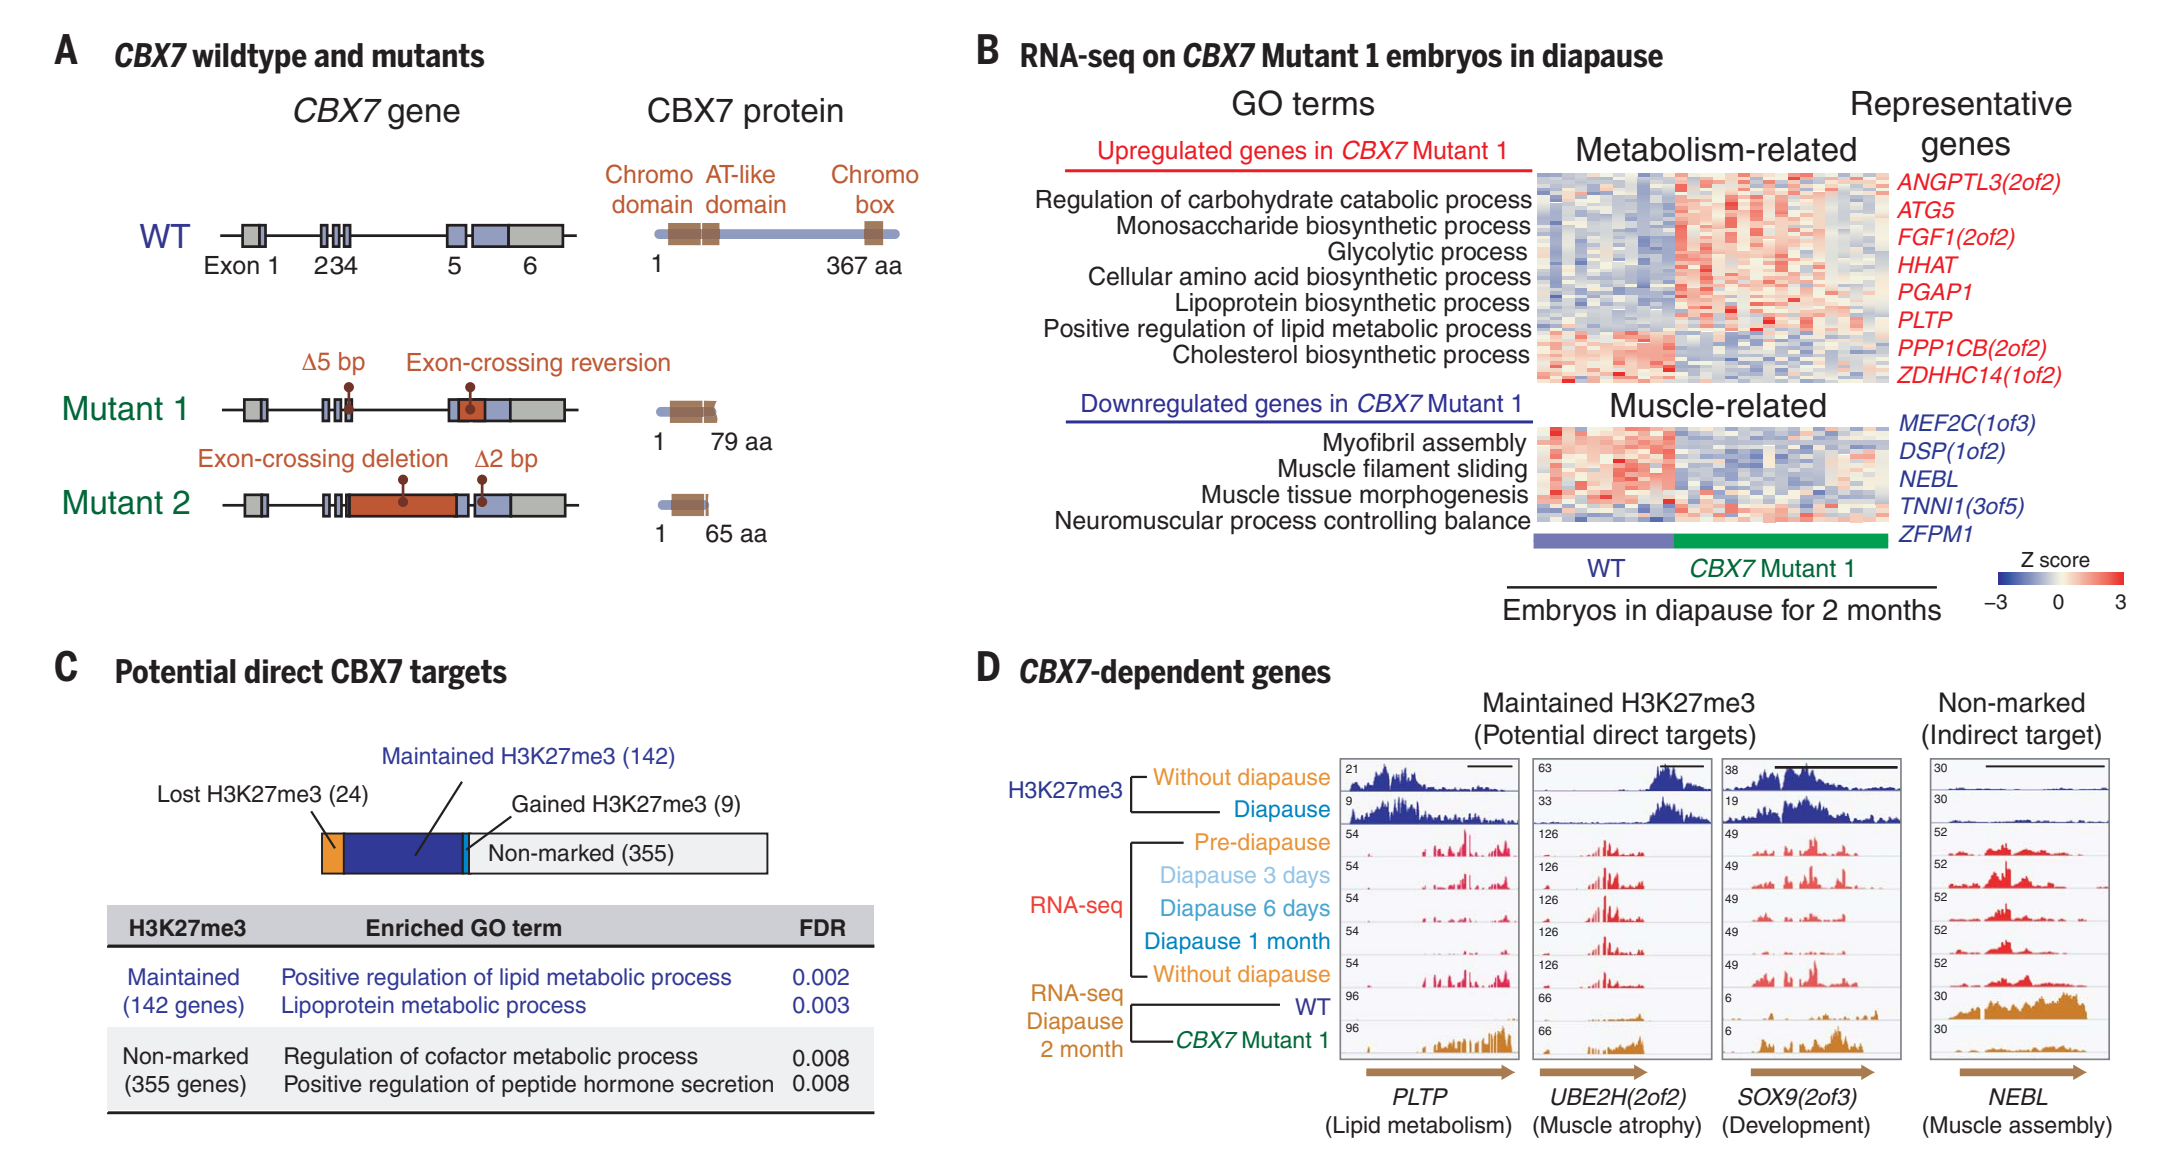 A CBX7 wildtype and mutants
CBX7 gene
CBX7 protein
Chromo domain
AT-like domain
Chromo box
WT
Exon 1
2 3 4
5
6
1
367 aa
Δ5 bp
Exon-crossing reversion
Mutant 1
1
79 aa
Exon-crossing deletion
Δ2 bp
Mutant 2
1
65 aa
B RNA-seq on CBX7 Mutant 1 embryos in diapause
GO terms
Representative genes
Upregulated genes in CBX7 Mutant 1
Metabolism-related
Regulation of carbohydrate catabolic process
Monosaccharide biosynthetic process
Glycolytic process
Cellular amino acid biosynthetic process
Lipoprotein biosynthetic process
Positive regulation of lipid metabolic process
Cholesterol biosynthetic process
ANGPTL3(2of2)
ATG5
FGF1(2of2)
HHAT
PGAP1
PLTP
PPP1CB(2of2)
ZDHHC14(1of2)
Downregulated genes in CBX7 Mutant 1
Muscle-related
Myofibril assembly
Muscle filament sliding
Muscle tissue morphogenesis
Neuromuscular process controlling balance
MEF2C(1of3)
DSP(1of2)
NEBL
TNNI1(3of5)
ZFPM1
WT
CBX7 Mutant 1
Embryos in diapause for 2 months
Z score
−3 0 3
C Potential direct CBX7 targets
Maintained H3K27me3 (142)
Lost H3K27me3 (24)
Gained H3K27me3 (9)
Non-marked (355)
H3K27me3 Enriched GO term FDR
Maintained Positive regulation of lipid metabolic process 0.002
(142 genes) Lipoprotein metabolic process 0.003
Non-marked Regulation of cofactor metabolic process 0.008
(355 genes) Positive regulation of peptide hormone secretion 0.008
D CBX7-dependent genes
Maintained H3K27me3
(Potential direct targets)
Non-marked
(Indirect target)
H3K27me3
Without diapause 21 63 38 30
Diapause 9 33 19 30
RNA-seq
Pre-diapause 54 126 49 52
Diapause 3 days 54 126 49 52
Diapause 6 days 54 126 49 52
Diapause 1 month 54 126 49 52
Without diapause 54 126 49 52
RNA-seq
Diapause
2 month
WT 96 66 6 30
CBX7 Mutant 1 96 66 6 30
PLTP UBE2H(2of2) SOX9(2of3) NEBL
(Lipid metabolism) (Muscle atrophy) (Development) (Muscle assembly)